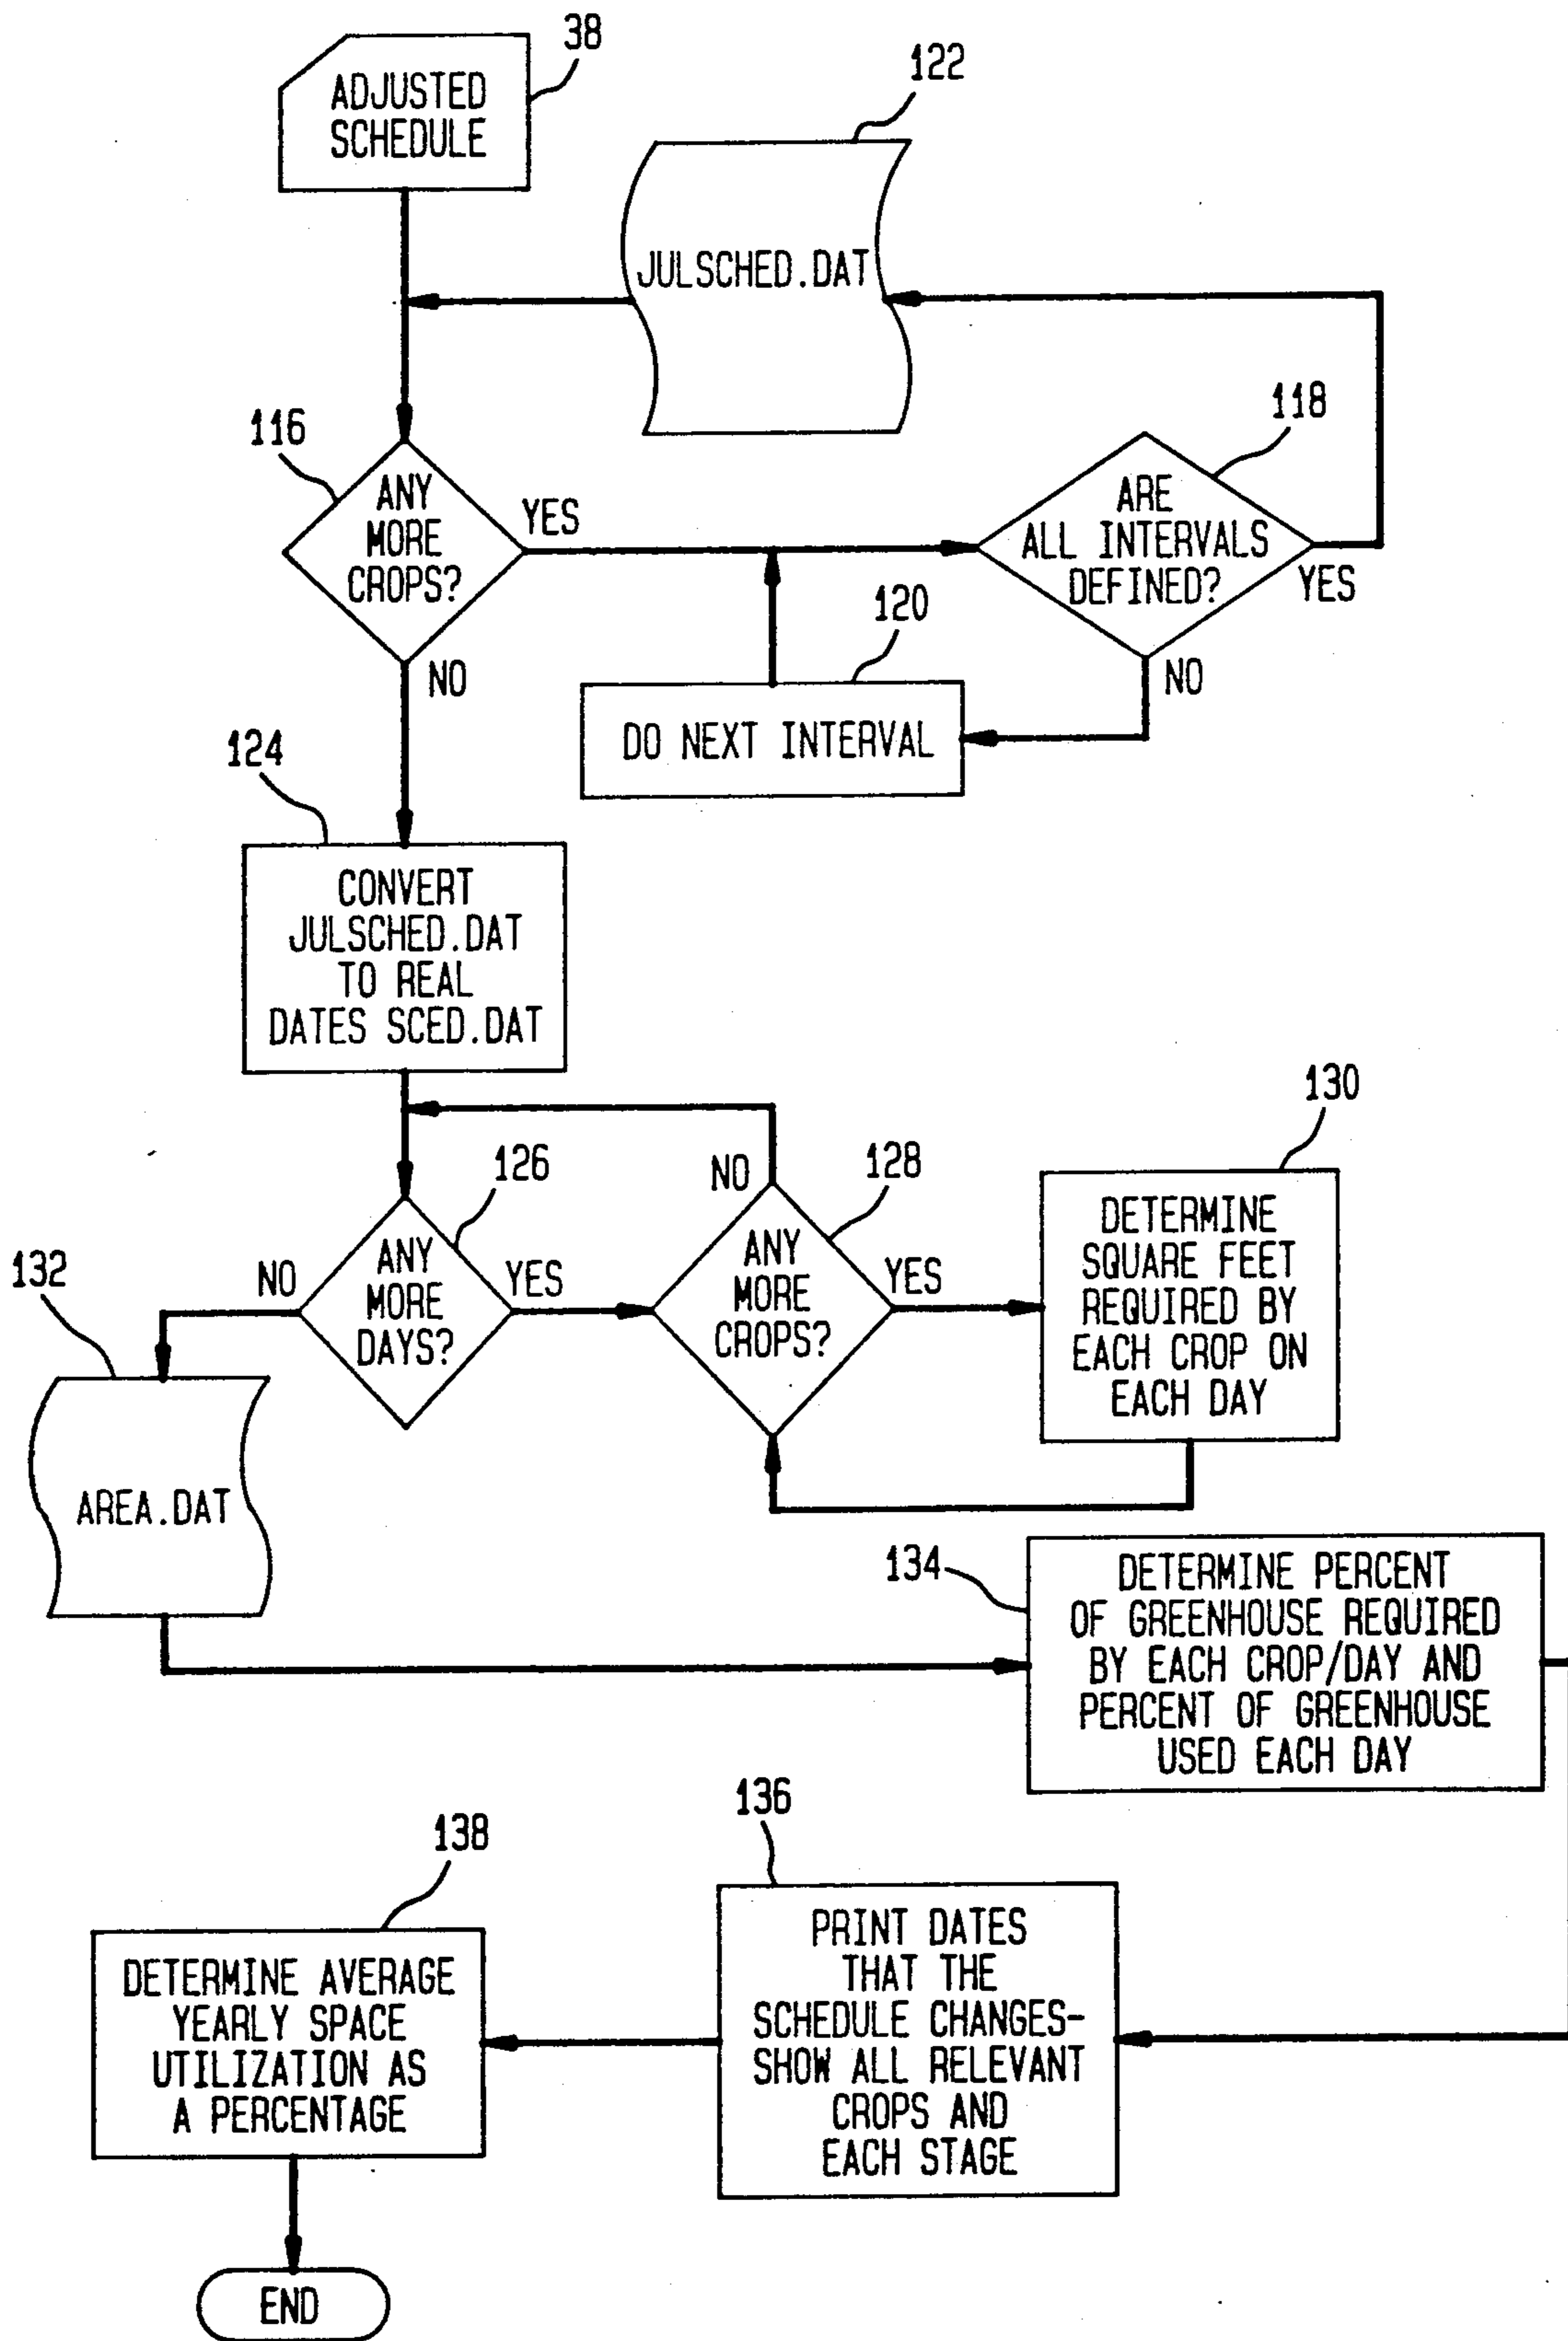 38
ADJUSTED
SCHEDULE
122
JULSCHED.DAT
116
ANY
MORE
CROPS?
YES
118
ARE
ALL INTERVALS
DEFINED?
YES
NO
120
DO NEXT INTERVAL
NO
124
CONVERT
JULSCHED.DAT
TO REAL
DATES SCED.DAT
126
ANY
MORE
DAYS?
NO
YES
128
ANY
MORE
CROPS?
NO
YES
130
DETERMINE
SQUARE FEET
REQUIRED BY
EACH CROP ON
EACH DAY
132
AREA.DAT
134
DETERMINE PERCENT
OF GREENHOUSE REQUIRED
BY EACH CROP/DAY AND
PERCENT OF GREENHOUSE
USED EACH DAY
136
PRINT DATES
THAT THE
SCHEDULE CHANGES-
SHOW ALL RELEVANT
CROPS AND
EACH STAGE
138
DETERMINE AVERAGE
YEARLY SPACE
UTILIZATION AS
A PERCENTAGE
END